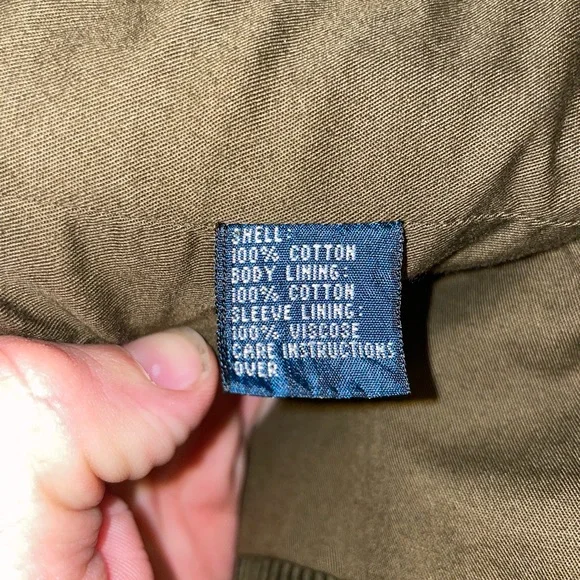 SHELL:
100% COTTON
BODY LINING:
100% COTTON
SLEEVE LINING:
100% VISCOSE
CARE INSTRUCTIONS
OVER